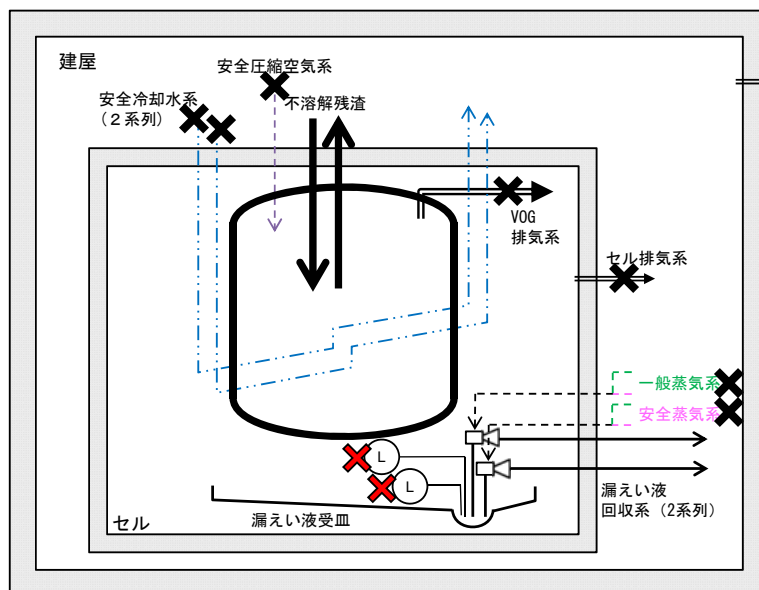 建屋
安全圧縮空気系
安全冷却水系
（２系列）
不溶解残渣
VOG
排気系
セル排気系
一般蒸気系
安全蒸気系
L
L
漏えい液
回収系（2系列）
漏えい液受皿
セル